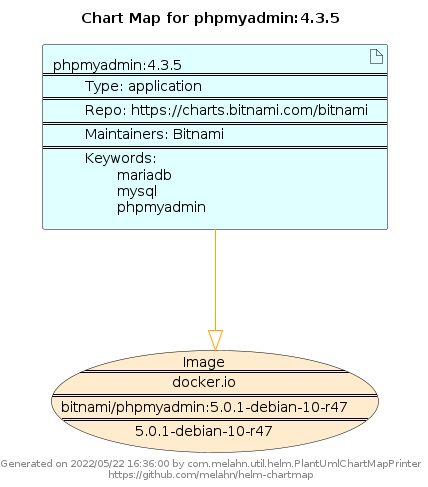 Chart Map for phpmyadmin:4.3.5
phpmyadmin:4.3.5
Type: application
Repo: https://charts.bitnami.com/bitnami
Maintainers: Bitnami
Keywords:
mariadb
mysql
phpmyadmin
Image
docker.io
bitnami/phpmyadmin:5.0.1-debian-10-r47
5.0.1-debian-10-r47
Generated on 2022/05/22 16:36:00 by com.melahn.util.helm.PlantUmlChartMapPrinter
https://github.com/melahn/helm-chartmap